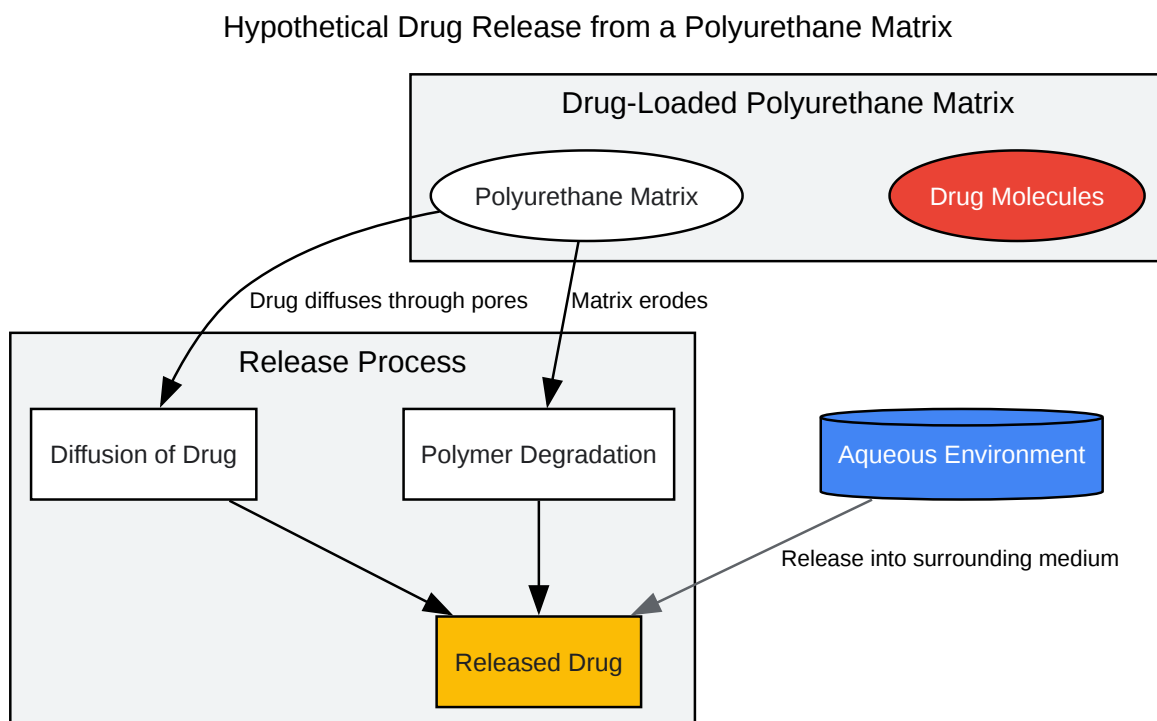 Hypothetical Drug Release from a Polyurethane Matrix
Drug-Loaded Polyurethane Matrix
Polyurethane Matrix
Drug Molecules
Drug diffuses through pores
Matrix erodes
Release Process
Diffusion of Drug
Polymer Degradation
Aqueous Environment
Release into surrounding medium
Released Drug